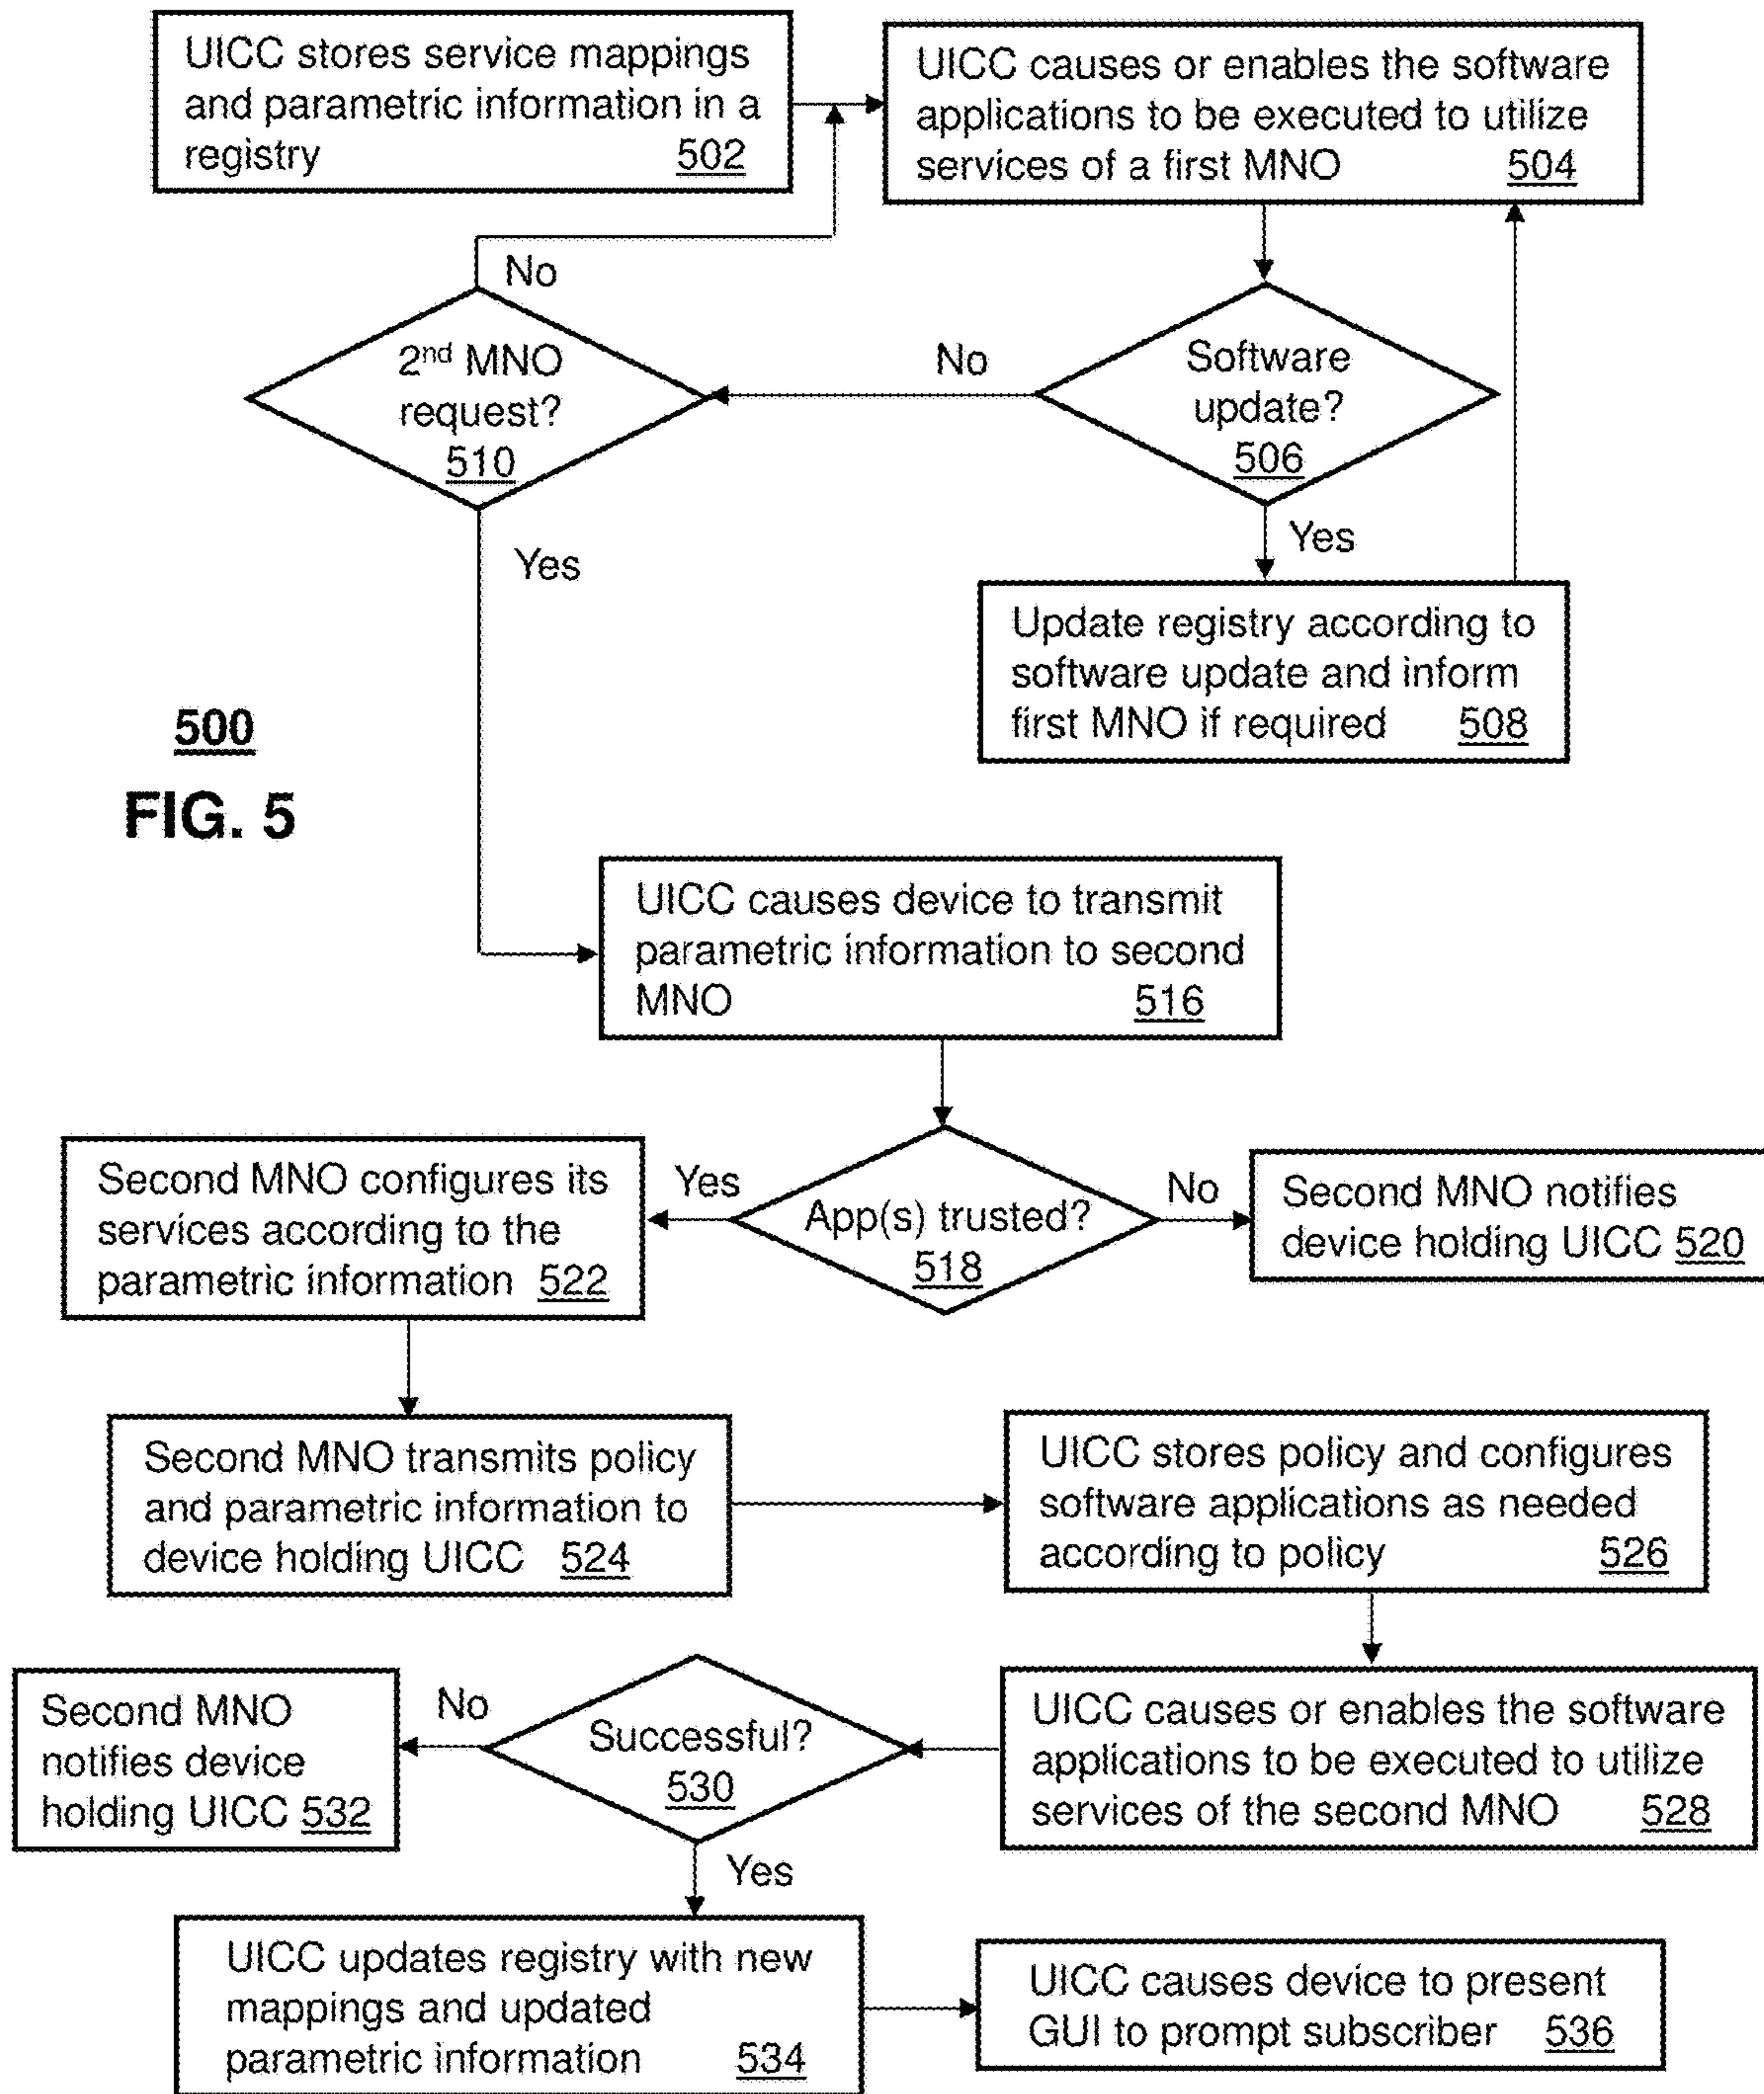 UICC stores service mappings
and parametric information in a
registry 502
UICC causes or enables the software
applications to be executed to utilize
services of a first MNO 504
No
2nd MNO
request?
510
No
Software
update?
506
Yes
Yes
Update registry according to
software update and inform
first MNO if required 508
500
FIG. 5
UICC causes device to transmit
parametric information to second
MNO 516
Second MNO configures its
services according to the
parametric information 522
Yes
App(s) trusted?
518
No
Second MNO notifies
device holding UICC 520
Second MNO transmits policy
and parametric information to
device holding UICC 524
UICC stores policy and configures
software applications as needed
according to policy 526
Second MNO
notifies device
holding UICC 532
No
Successful?
530
UICC causes or enables the software
applications to be executed to utilize
services of the second MNO 528
Yes
UICC updates registry with new
mappings and updated
parametric information 534
UICC causes device to present
GUI to prompt subscriber 536